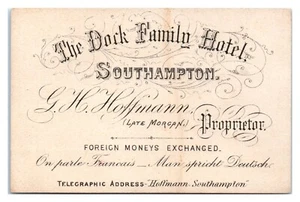 The Dock Family Hotel.
SOUTHAMPTON.
G. H. Hoffmann,
(LATE MORGAN.)
Proprietor.
FOREIGN MONEYS EXCHANGED.
On parle Francais — Man spricht Deutsch.
TELEGRAPHIC ADDRESS "Hoffmann, Southampton"